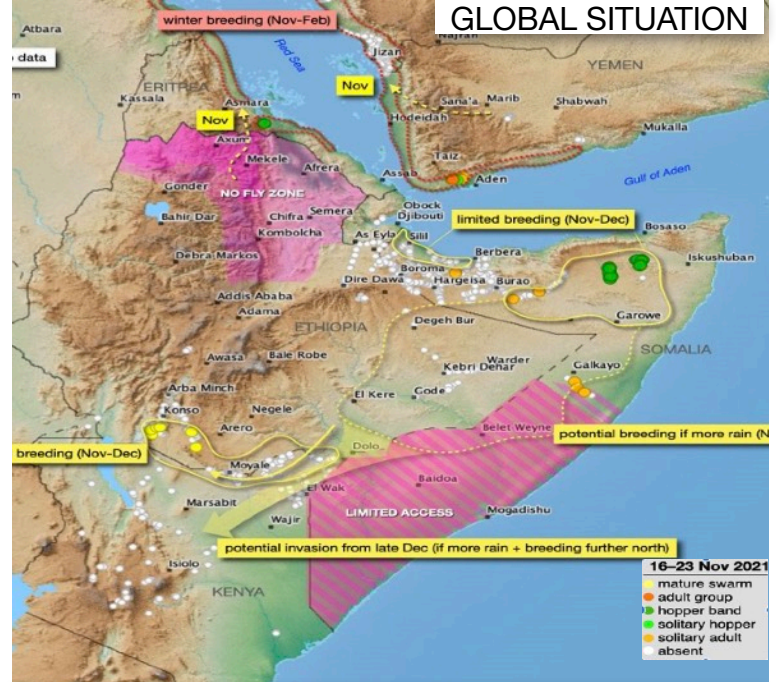 GLOBAL SITUATION
winter breeding (Nov-Feb)
Atbara
data
Red Sea
Jizan
Najran
YEMEN
ERITREA
Kassala
Asmara
Nov
Nov
Sana'a
Marib
Shabwah
Hodeidah
Mukalla
Axum
Mekele
Afrera
Taiz
Assab
Aden
Gulf of Aden
Gonder
NO FLY ZONE
Semera
Obock
Djibouti
limited breeding (Nov-Dec)
Bahir Dar
Chifra
Kombolcha
As Eyla
Silil
Bosaso
Debra Markos
Berbera
Iskushuban
Boroma
Dire Dawa
Hargeisa
Burao
Addis Ababa
Adama
Garowe
ETHIOPIA
Degeh Bur
SOMALIA
Awasa
Bale Robe
Warder
Kebri Dehar
Galkayo
Arba Minch
El Kere
Gode
Konso
Negele
Arero
Belet Weyne
potential breeding if more rain (N
breeding (Nov-Dec)
Dolo
Moyale
El Wak
Baidoa
Marsabit
LIMITED ACCESS
Mogadishu
Wajir
potential invasion from late Dec (if more rain + breeding further north)
Isiolo
KENYA
16–23 Nov 2021
mature swarm
adult group
hopper band
solitary hopper
solitary adult
absent